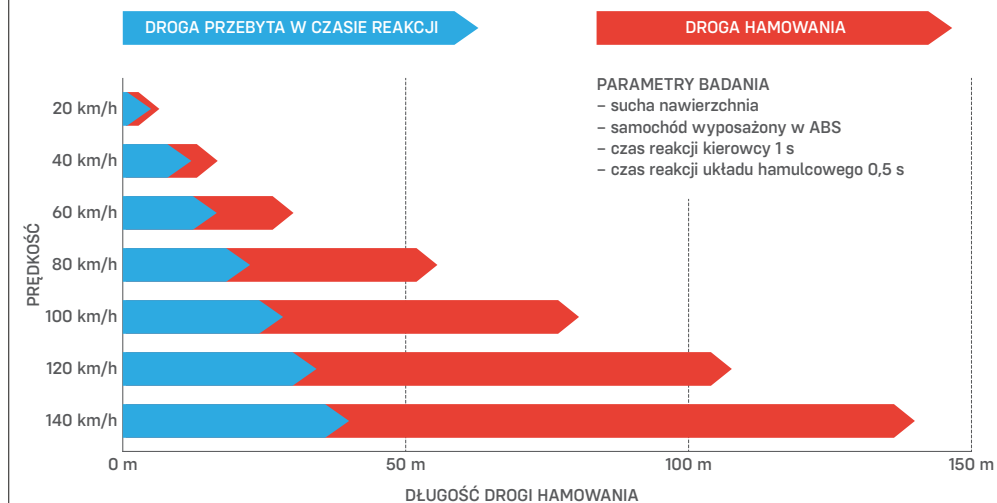 DROGA PRZEBYTA W CZASIE REAKCJI
DROGA HAMOWANIA
PARAMETRY BADANIA
– sucha nawierzchnia
– samochód wyposażony w ABS
– czas reakcji kierowcy 1 s
– czas reakcji układu hamulcowego 0,5 s
PRĘDKOŚĆ
20 km/h
40 km/h
60 km/h
80 km/h
100 km/h
120 km/h
140 km/h
0 m
50 m
100 m
150 m
DŁUGOŚĆ DROGI HAMOWANIA